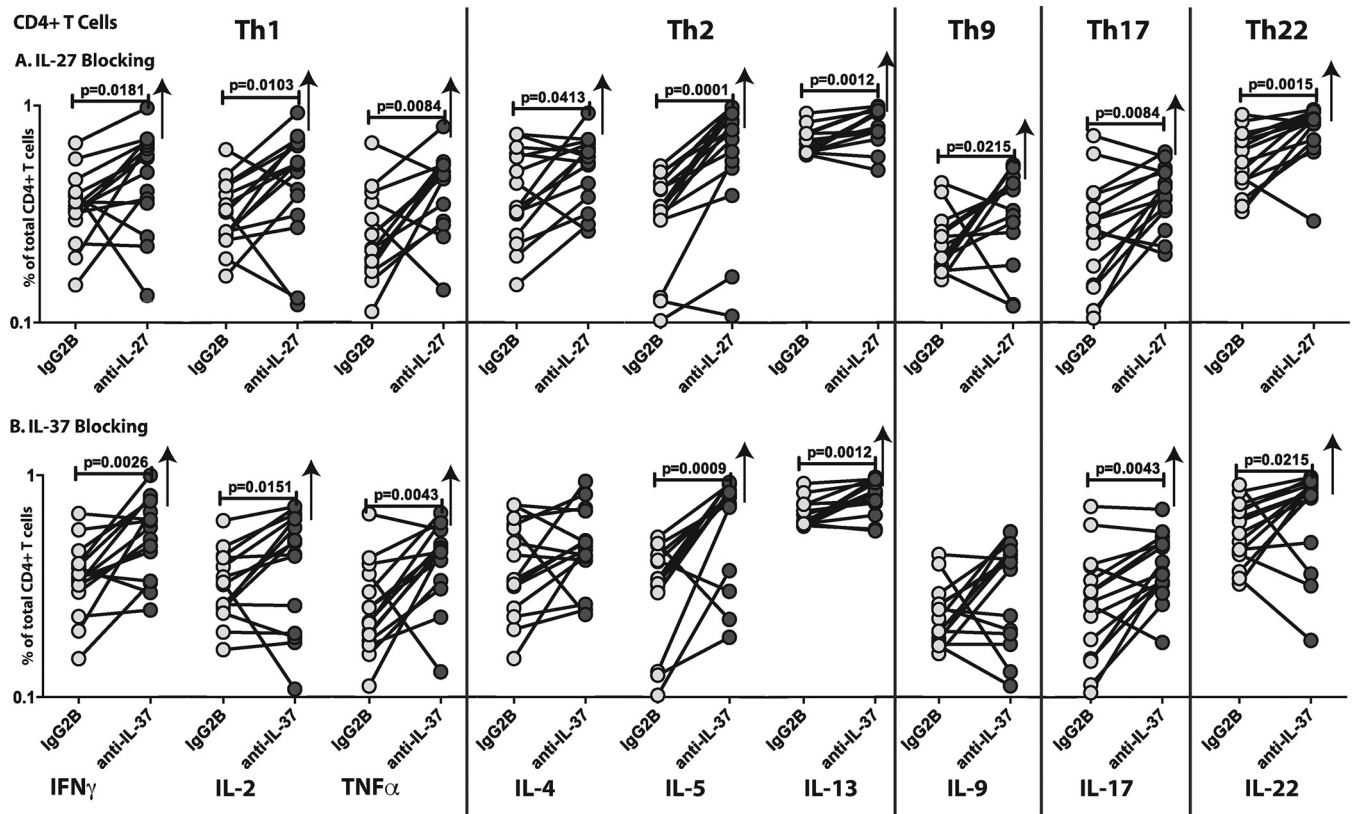 CD4+ T Cells
Th1 Th2 Th9 Th17 Th22
A. IL-27 Blocking
p=0.0181 p=0.0103 p=0.0084 p=0.0413 p=0.0001 p=0.0012 p=0.0215 p=0.0084 p=0.0015
1
% of total CD4+ T cells
0.1
IgG2B anti-IL-27 IgG2B anti-IL-27 IgG2B anti-IL-27 IgG2B anti-IL-27 IgG2B anti-IL-27 IgG2B anti-IL-27 IgG2B anti-IL-27 IgG2B anti-IL-27 IgG2B anti-IL-27
B. IL-37 Blocking
p=0.0026 p=0.0151 p=0.0043 p=0.0009 p=0.0012 p=0.0043 p=0.0215
1
% of total CD4+ T cells
0.1
IgG2B anti-IL-37 IgG2B anti-IL-37 IgG2B anti-IL-37 IgG2B anti-IL-37 IgG2B anti-IL-37 IgG2B anti-IL-37 IgG2B anti-IL-37 IgG2B anti-IL-37 IgG2B anti-IL-37
IFNγ IL-2 TNFα IL-4 IL-5 IL-13 IL-9 IL-17 IL-22